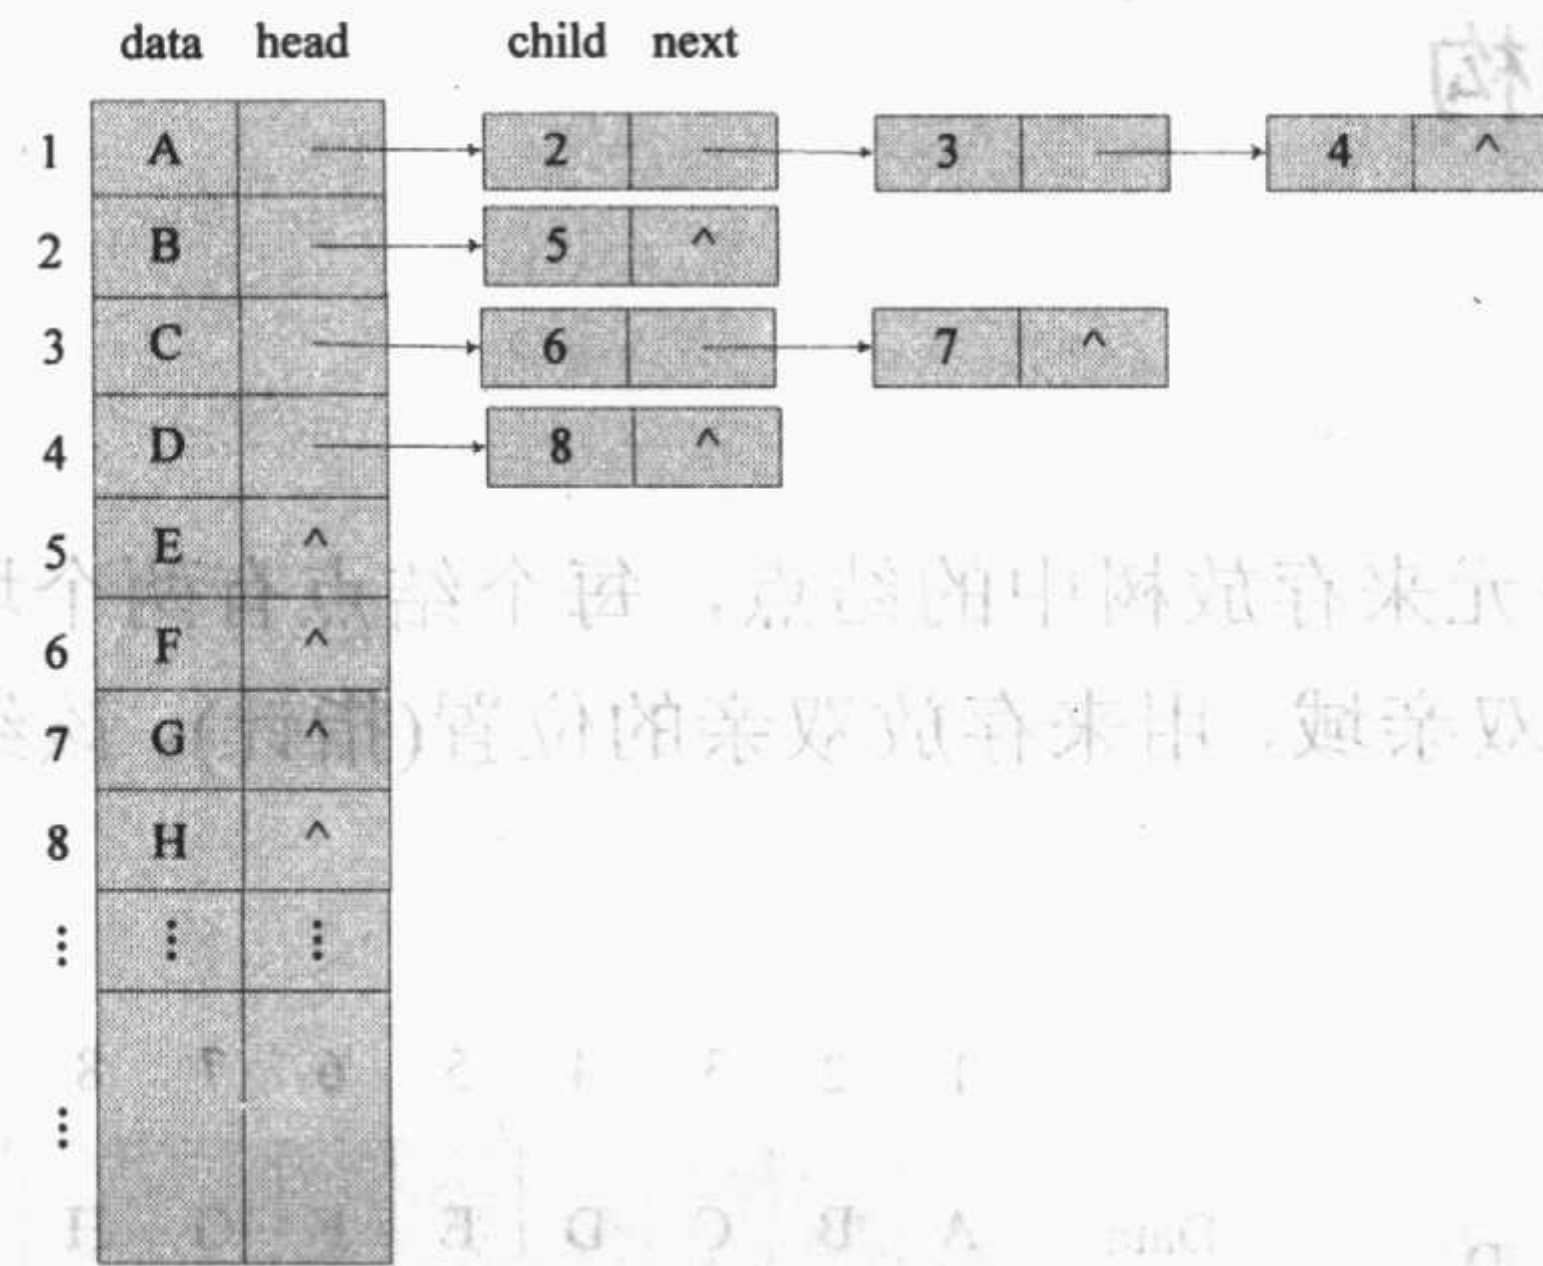 data head child next
1 A 2 3 4 ^
2 B 5 ^
3 C 6 7 ^
4 D 8 ^
5 E ^
6 F ^
7 G ^
8 H ^
⋮ ⋮ ⋮
⋮